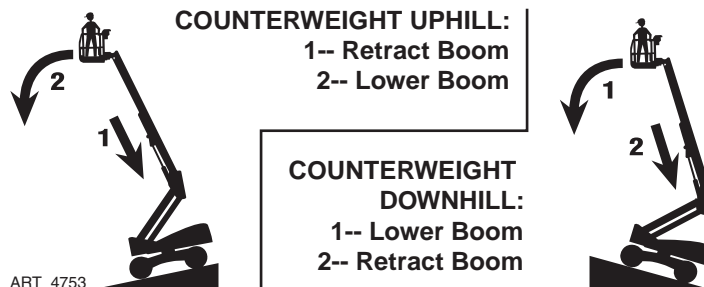 COUNTERWEIGHT UPHILL:
1-- Retract Boom
2-- Lower Boom
2
1
ART_4753
COUNTERWEIGHT
DOWNHILL:
1-- Lower Boom
2-- Retract Boom
1
2